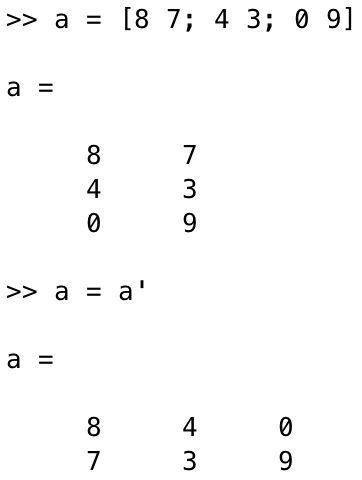 >> a = [8 7; 4 3; 0 9]
a =
8 7
4 3
0 9
>> a = a'
a =
8 4 0
7 3 9